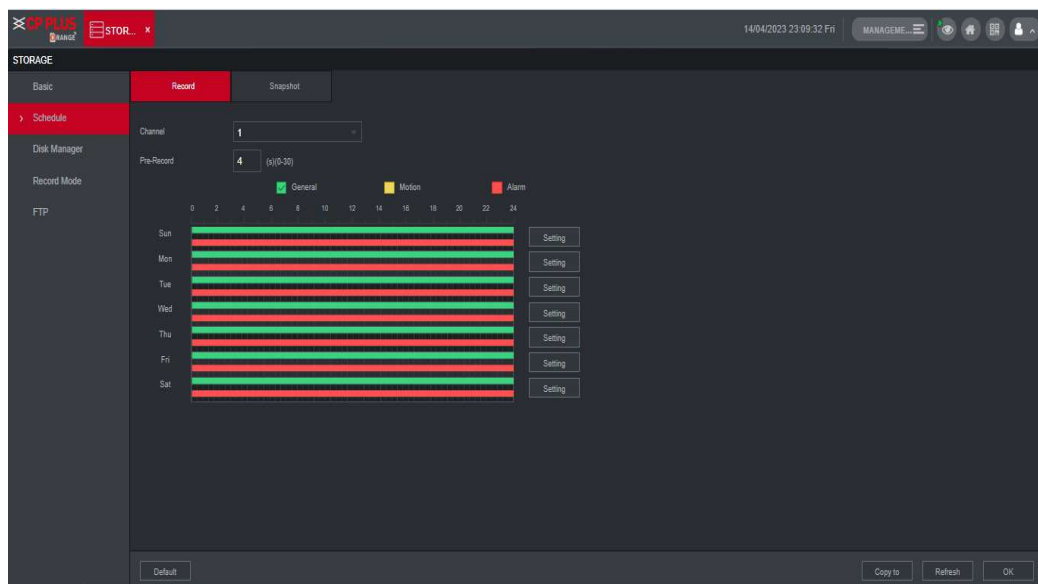 CP PLUS
ORANGE
STOR... ×
14/04/2023 23:09:32 Fri
MANAGEME...
STORAGE
Basic
Schedule
Disk Manager
Record Mode
FTP
Record
Snapshot
Channel 1
Pre-Record 4 (s)(0-30)
General Motion Alarm
0 2 4 6 8 10 12 14 16 18 20 22 24
Sun Setting
Mon Setting
Tue Setting
Wed Setting
Thu Setting
Fri Setting
Sat Setting
Default
Copy to
Refresh
OK